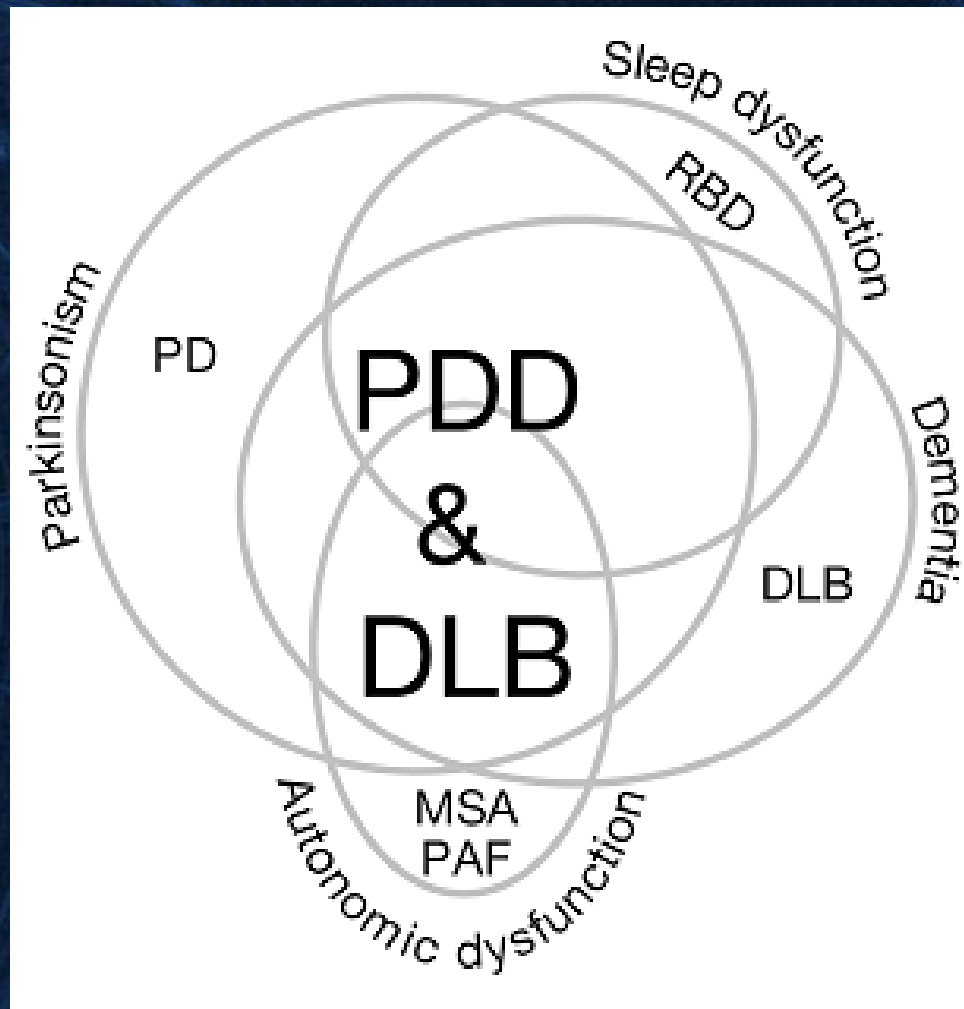 Sleep dysfunction
RBD
Parkinsonism
PD
PDD
&
DLB
Dementia
DLB
MSA
PAF
Autonomic dysfunction